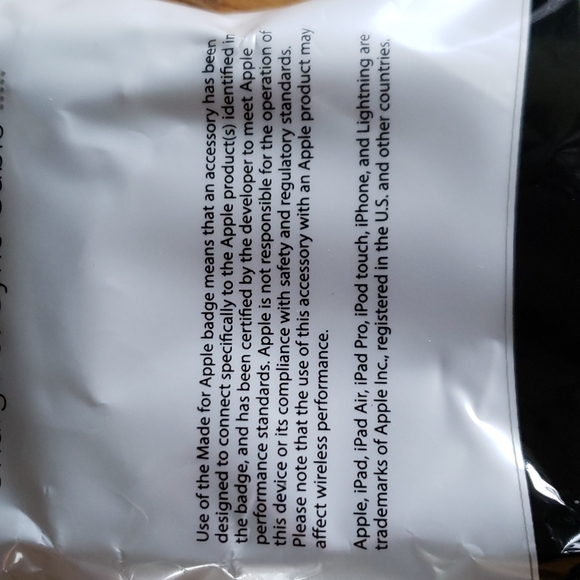 Use of the Made for Apple badge means that an accessory has been
designed to connect specifically to the Apple product(s) identified in
the badge, and has been certified by the developer to meet Apple
performance standards. Apple is not responsible for the operation of
this device or its compliance with safety and regulatory standards.
Please note that the use of this accessory with an Apple product may
affect wireless performance.
Apple, iPad, iPad Air, iPad Pro, iPod touch, iPhone, and Lightning are
trademarks of Apple Inc., registered in the U.S. and other countries.